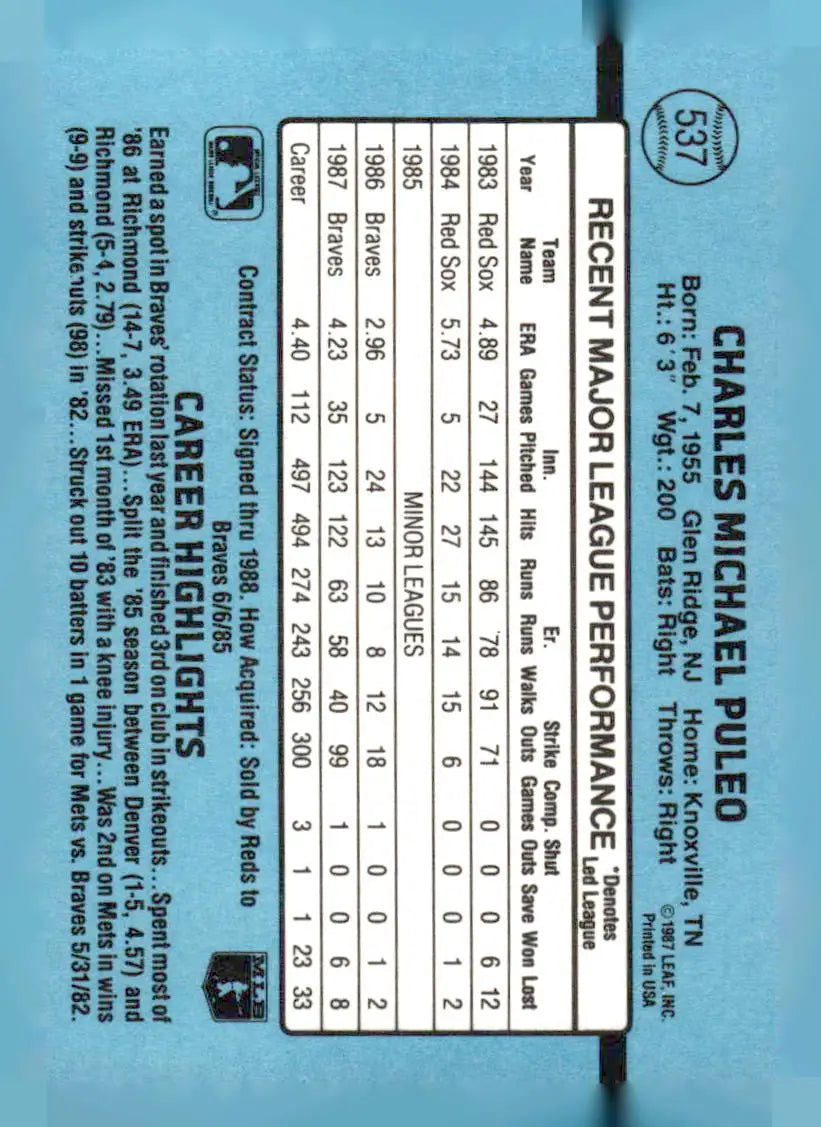 537
CHARLES MICHAEL PULEO
Born: Feb. 7, 1955 Glen Ridge, NJ Home: Knoxville, TN
Ht.: 6'3" Wgt.: 200 Bats: Right Throws: Right
©1987 LEAF, INC.
Printed in USA
RECENT MAJOR LEAGUE PERFORMANCE *Denotes Led League
Team Inn. Er. Strike Comp. Shut
Year Name ERA Games Pitched Hits Runs Runs Walks Outs Games Outs Save Won Lost
1983 Red Sox 4.89 27 144 145 86 78 91 71 0 0 0 6 12
1984 Red Sox 5.73 5 22 27 15 14 15 6 0 0 0 1 2
1985 MINOR LEAGUES
1986 Braves 2.96 5 24 13 10 8 12 18 1 0 0 1 2
1987 Braves 4.23 35 123 122 63 58 40 99 1 0 0 6 8
Career 4.40 112 497 494 274 243 256 300 3 1 1 23 33
Contract Status: Signed thru 1988. How Acquired: Sold by Reds to
Braves 6/6/85
MLB
CAREER HIGHLIGHTS
Earned a spot in Braves' rotation last year and finished 3rd on club in strikeouts...Spent most of
'86 at Richmond (14-7, 3.49 ERA)...Split the '85 season between Denver (1-5, 4.57) and
Richmond (5-4, 2.79)...Missed 1st month of '83 with a knee injury...Was 2nd on Mets in wins
(9-9) and strikeouts (98) in '82...Struck out 10 batters in 1 game for Mets vs. Braves 5/31/82.